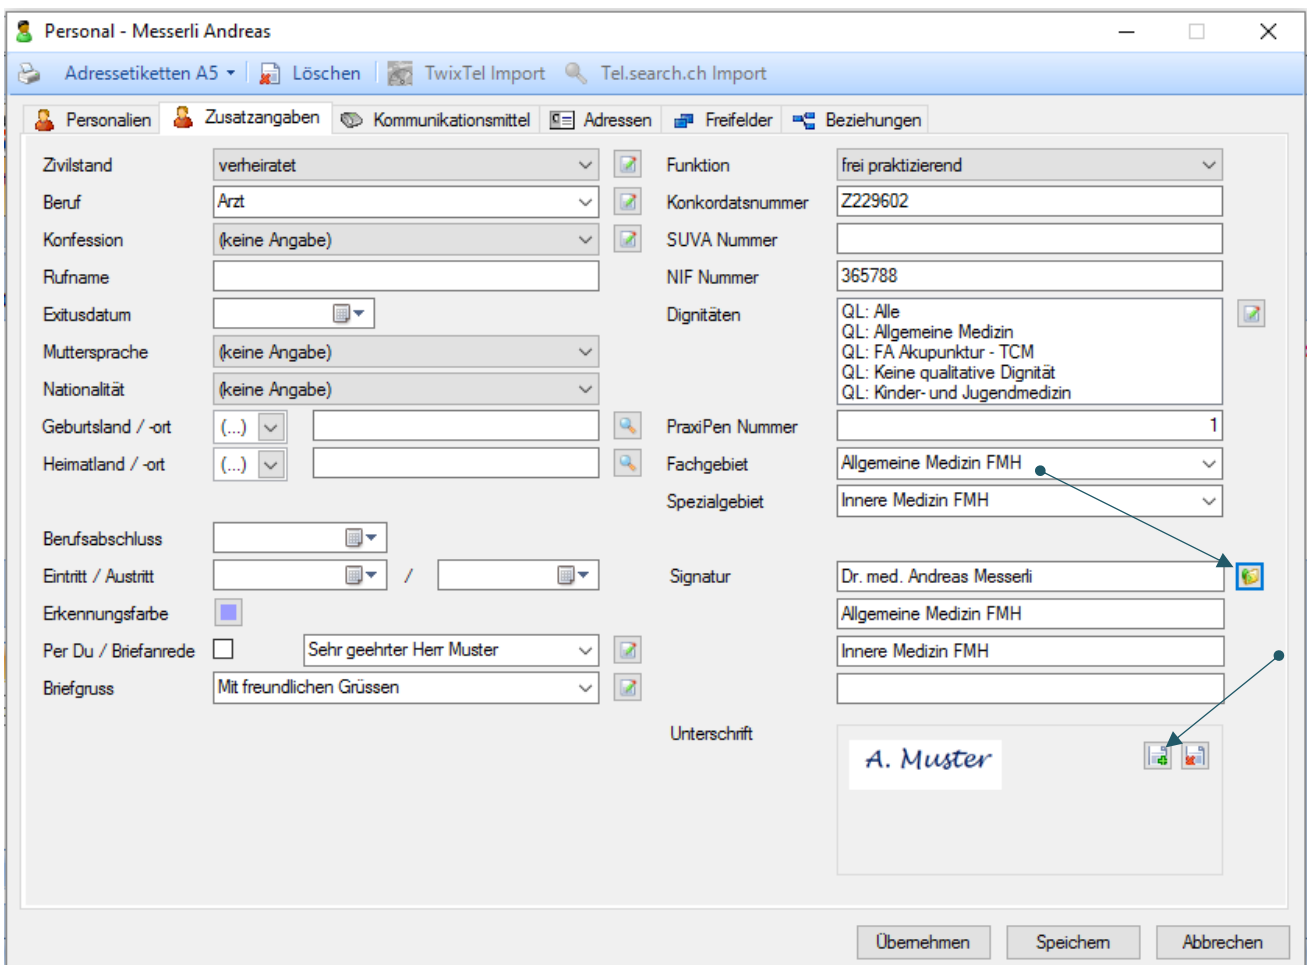 Personal - Messerli Andreas
Adressetiketten A5 Löschen TwixTel Import Tel.search.ch Import
Personalien Zusatzangaben Kommunikationsmittel Adressen Freifelder Beziehungen
Zivilstand verheiratet Funktion frei praktizierend
Beruf Arzt Konkordatsnummer Z229602
Konfession (keine Angabe) SUVA Nummer
Rufname NIF Nummer 365788
Exitusdatum Dignitäten QL: Alle
QL: Allgemeine Medizin
QL: FA Akupunktur - TCM
QL: Keine qualitative Dignität
QL: Kinder- und Jugendmedizin
Muttersprache (keine Angabe)
Nationalität (keine Angabe)
Geburtsland / -ort (...) PraxiPen Nummer 1
Heimatland / -ort (...) Fachgebiet Allgemeine Medizin FMH
Spezialgebiet Innere Medizin FMH
Berufsabschluss
Eintritt / Austritt / Signatur Dr. med. Andreas Messerli
Erkennungsfarbe Allgemeine Medizin FMH
Per Du / Briefanrede Sehr geehrter Herr Muster Innere Medizin FMH
Briefgruss Mit freundlichen Grüssen
Unterschrift A. Muster
Übernehmen Speichern Abbrechen